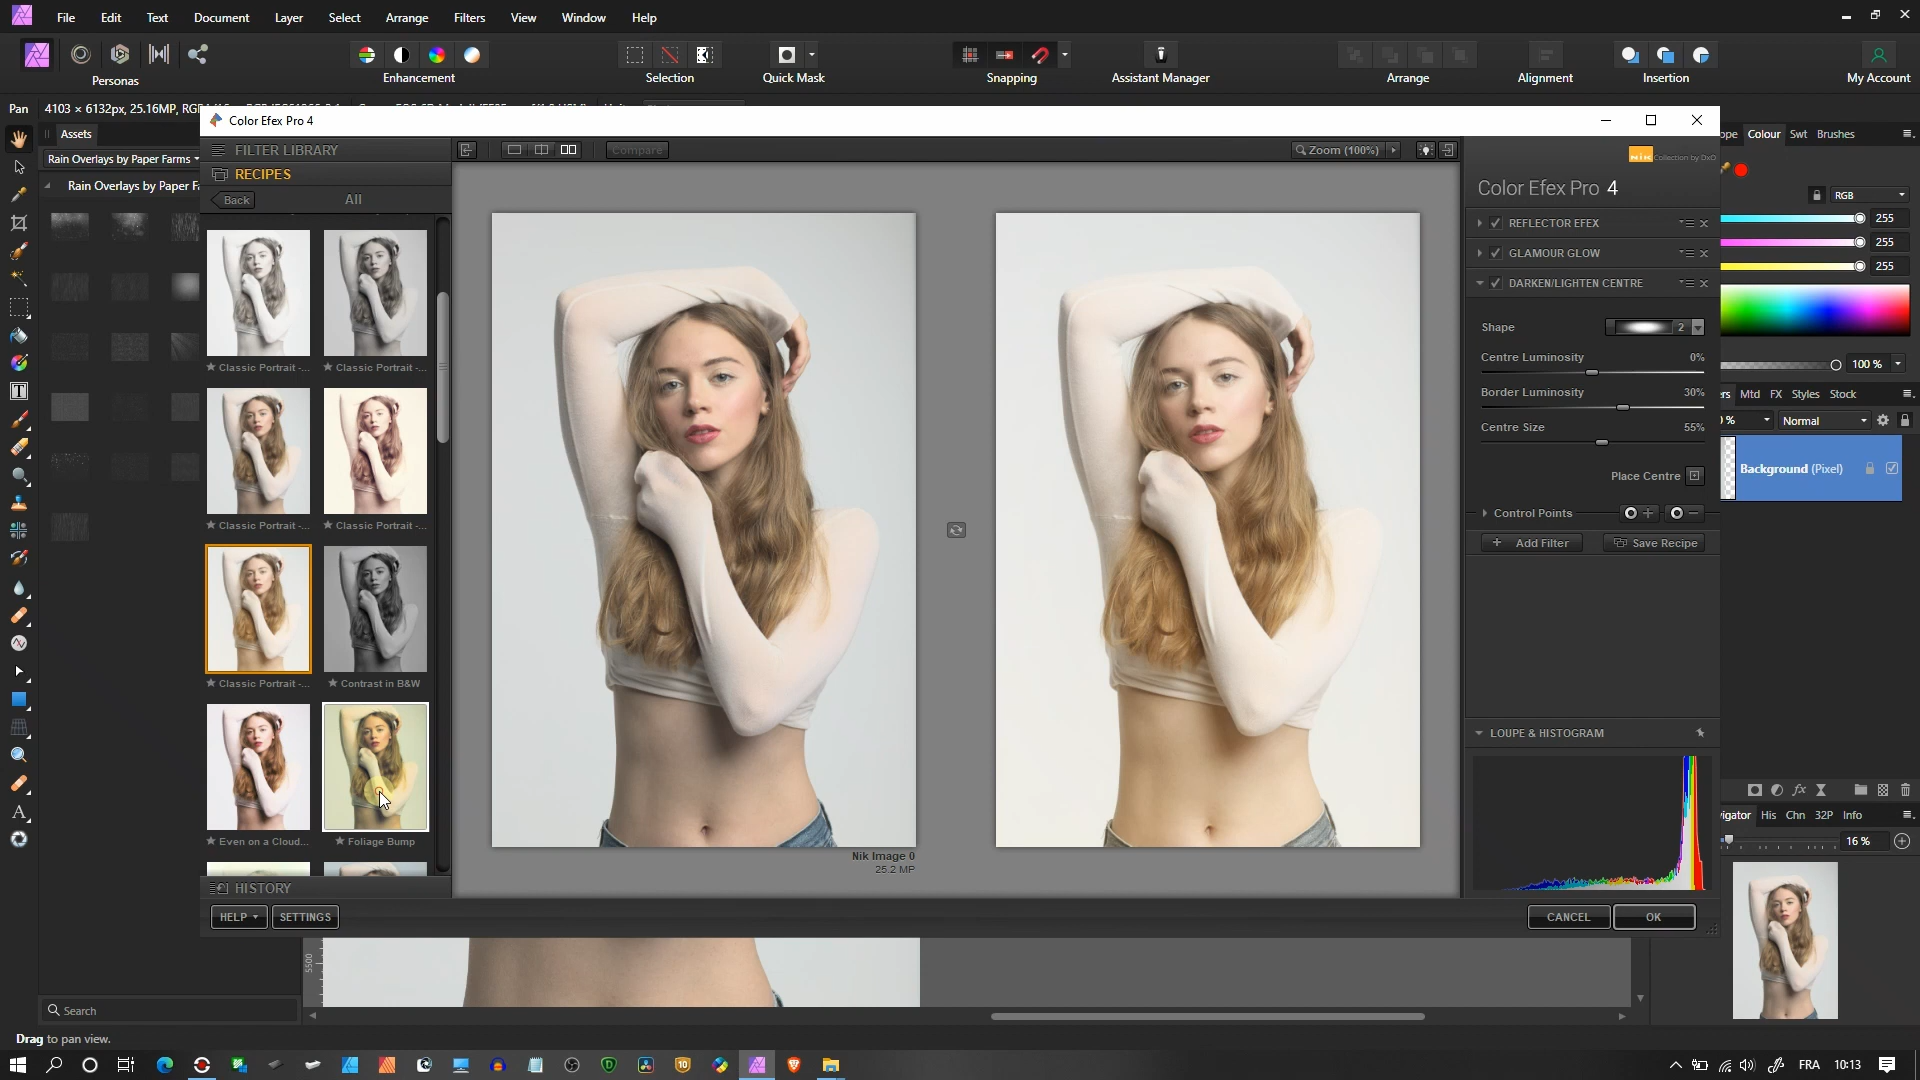 File Edit Text Document Layer Select Arrange Filters View Window Help
Personas Enhancement Selection Quick Mask Snapping Assistant Manager Arrange Alignment Insertion My Account
Pan 4103 × 6132px, 25.16MP,
Color Efex Pro 4
Assets
Colour Swt Brushes
FILTER LIBRARY
Compare
Zoom (100%)
Rain Overlays by Paper Farms
Nik Collection by DxO
RECIPES
Rain Overlays by Paper F
Color Efex Pro 4
Back
All
RGB
REFLECTOR EFEX
255
GLAMOUR GLOW
255
255
DARKEN/LIGHTEN CENTRE
Shape
2
Centre Luminosity 0%
100 %
Classic Portrait -...
Classic Portrait -...
Border Luminosity 30%
Mtd FX Styles Stock
Centre Size 55%
Normal
Place Centre
Background (Pixel)
Control Points
Classic Portrait -...
Classic Portrait -...
Add Filter
Save Recipe
Classic Portrait -...
Contrast in B&W
LOUPE & HISTOGRAM
His Chn 32P Info
Even on a Cloud...
Foliage Bump
16 %
Nik Image 0
25.2 MP
HISTORY
HELP
SETTINGS
CANCEL
OK
5500
Search
Drag to pan view.
10
FRA 10:13